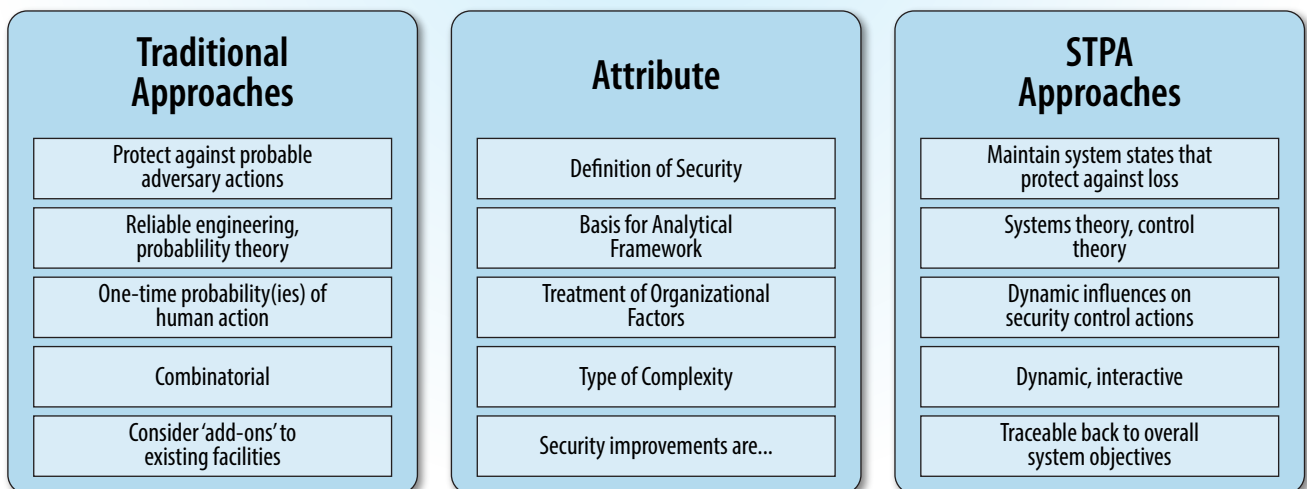 Traditional
Approaches
Protect against probable
adversary actions
Reliable engineering,
probablility theory
One-time probability(ies) of
human action
Combinatorial
Consider ‘add-ons’ to
existing facilities
Attribute
Definition of Security
Basis for Analytical
Framework
Treatment of Organizational
Factors
Type of Complexity
Security improvements are...
STPA
Approaches
Maintain system states that
protect against loss
Systems theory, control
theory
Dynamic influences on
security control actions
Dynamic, interactive
Traceable back to overall
system objectives